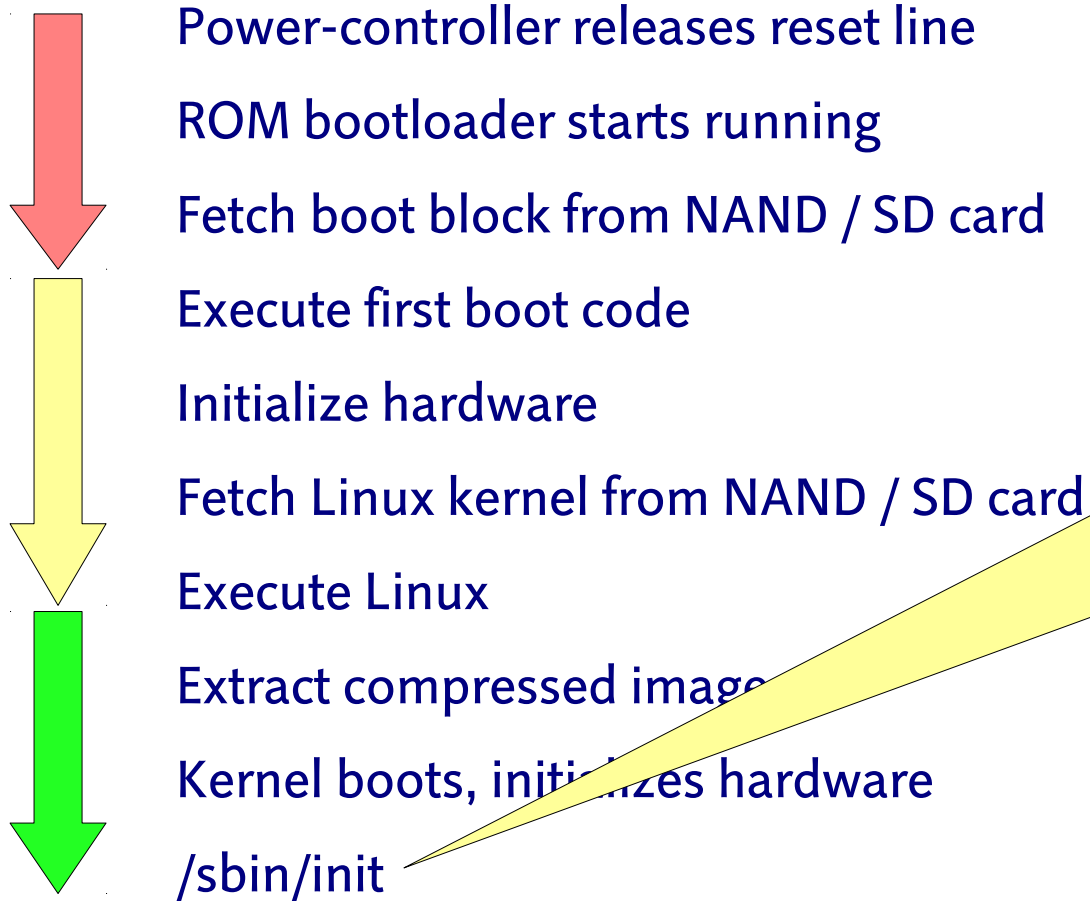 Power-controller releases reset line
ROM bootloader starts running
Fetch boot block from NAND / SD card
Execute first boot code
Initialize hardware
Fetch Linux kernel from NAND / SD card
Execute Linux
Extract compressed image
Kernel boots, initializes hardware
/sbin/init